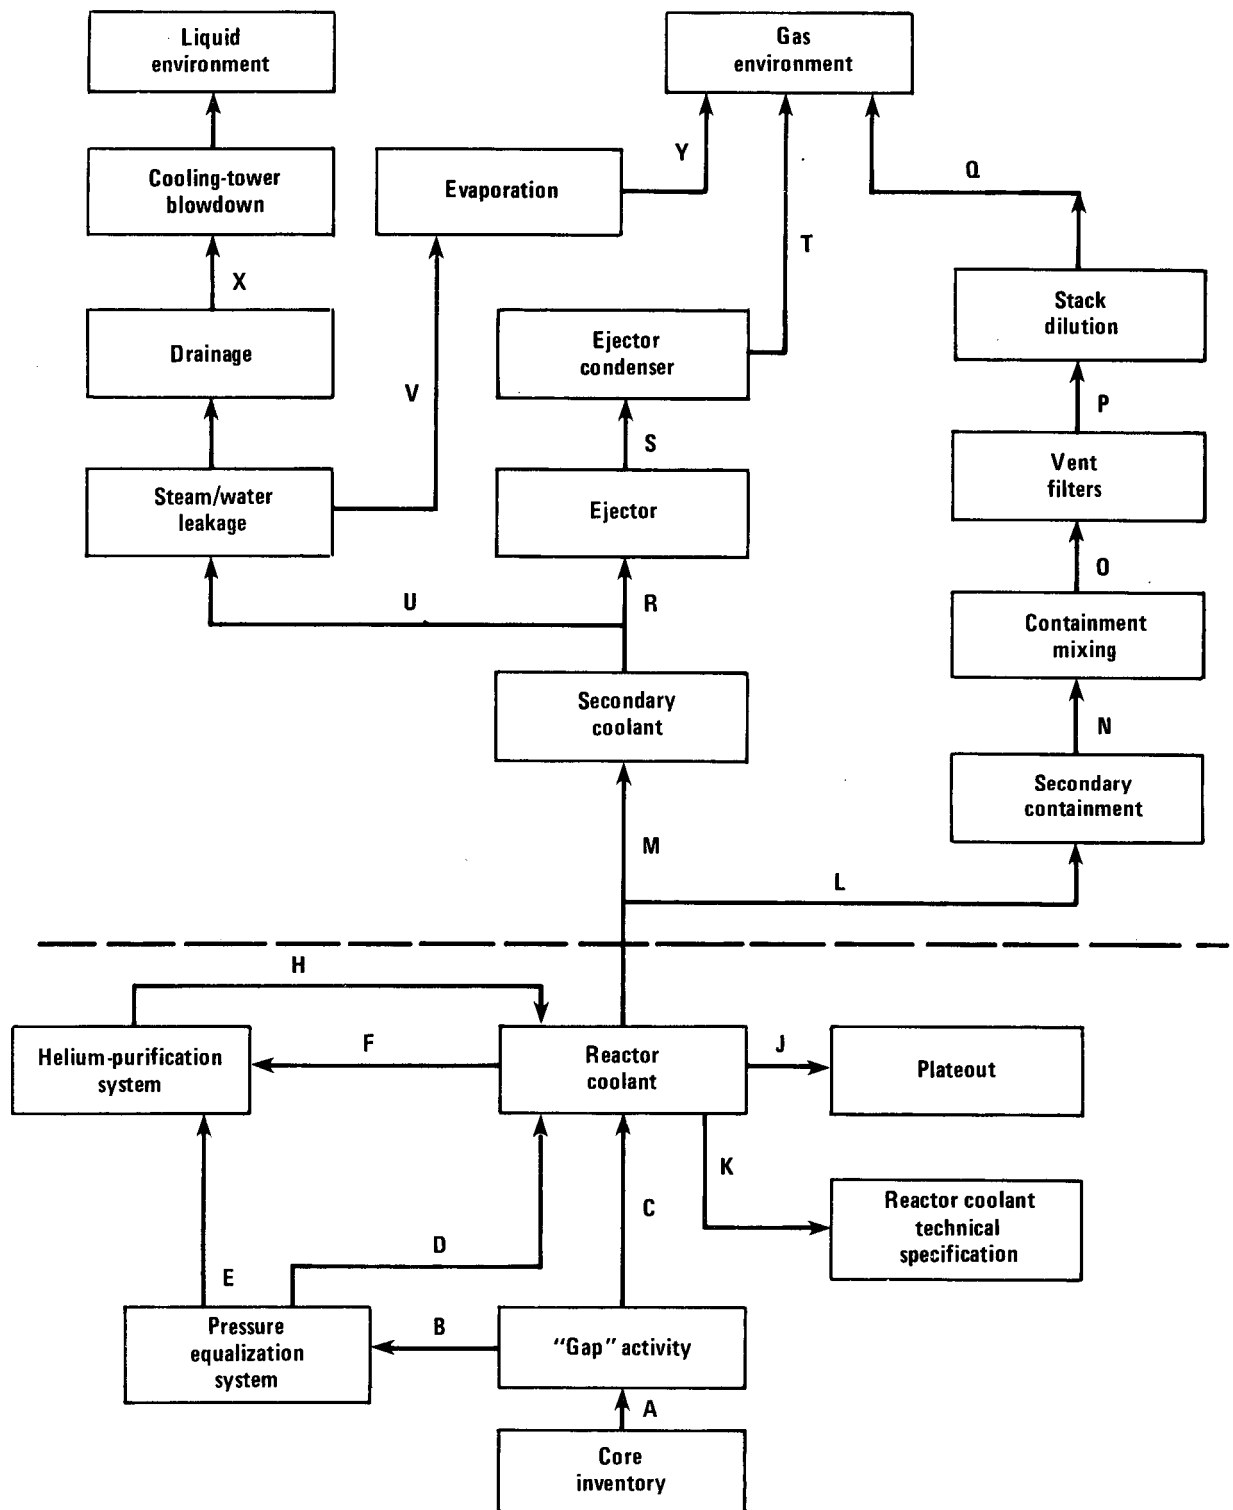 Liquid
environment
Gas
environment
Cooling-tower
blowdown
Evaporation
Y
Q
T
X
Stack
dilution
Drainage
Ejector
condenser
V
P
S
Vent
filters
Steam/water
leakage
Ejector
O
U
R
Containment
mixing
Secondary
coolant
N
Secondary
containment
M
L
H
Helium-purification
system
F
Reactor
coolant
J
Plateout
K
Reactor coolant
technical
specification
C
D
E
Pressure
equalization
system
B
“Gap” activity
A
Core
inventory